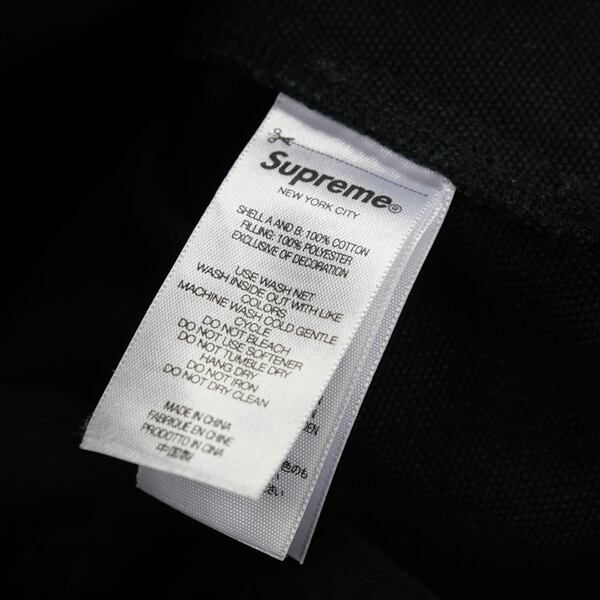 Supreme®
NEW YORK CITY
SHELL A AND B: 100% COTTON
FILLING: 100% POLYESTER
EXCLUSIVE OF DECORATION
USE WASH NET
WASH INSIDE OUT WITH LIKE
COLORS
MACHINE WASH COLD GENTLE
CYCLE
DO NOT BLEACH
DO NOT USE SOFTENER
DO NOT TUMBLE DRY
HANG DRY
DO NOT IRON
DO NOT DRY CLEAN
MADE IN CHINA
FABRIQUÉ EN CHINE
PRODOTTO IN CINA
中国製